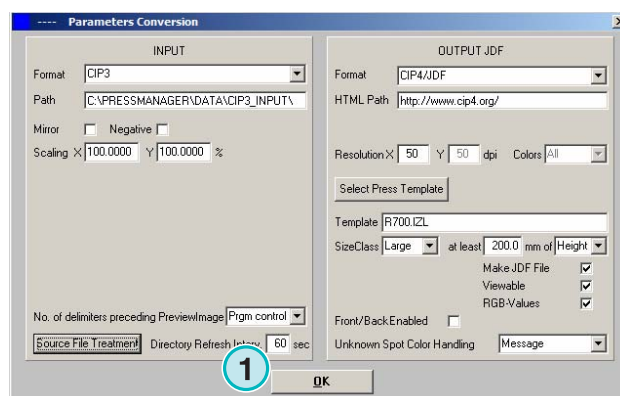 ---- Parameters Conversion
INPUT
Format CIP3
Path C:\PRESSMANAGER\DATA\CIP3_INPUT\
Mirror Negative
Scaling X 100.0000 Y 100.0000 %
No. of delimiters preceding PreviewImage Prgm control
Source File Treatment Directory Refresh Interv. 60 sec
OUTPUT JDF
Format CIP4/JDF
HTML Path http://www.cip4.org/
Resolution X 50 Y 50 dpi Colors All
Select Press Template
Template R700.IZL
SizeClass Large at least 200.0 mm of Height
Make JDF File
Viewable
RGB-Values
Front/Back Enabled
Unknown Spot Color Handling Message
1
OK